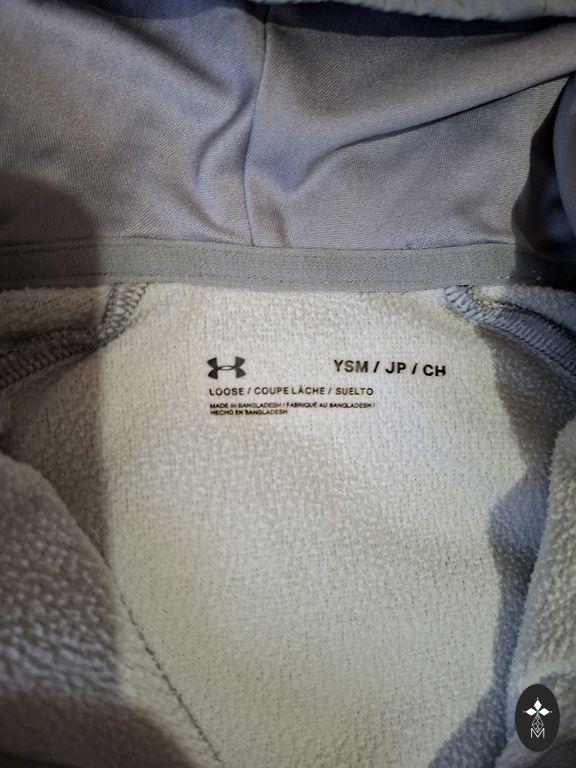 YSM / JP / CH
LOOSE / COUPE LÂCHE / SUELTO
MADE IN BANGLADESH / FABRIQUÉ AU BANGLADESH /
HECHO EN BANGLADESH
M